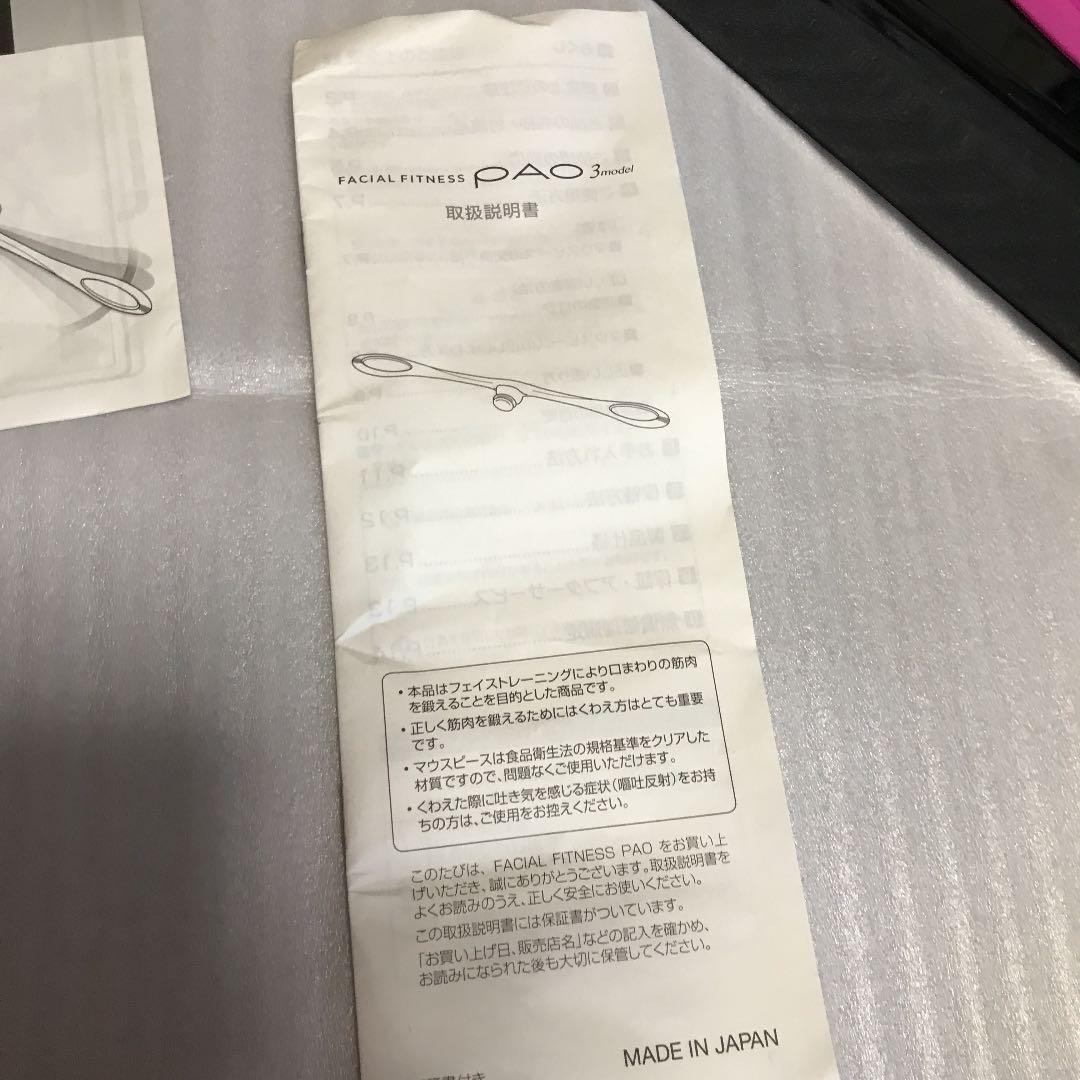 FACIAL FITNESS PAO 3model
取扱説明書
・本品はフェイストレーニングにより口まわりの筋肉
を鍛えることを目的とした商品です。
・正しく筋肉を鍛えるためにはくわえ方はとても重要
です。
・マウスピースは食品衛生法の規格基準をクリアした
材質ですので、問題なくご使用いただけます。
・くわえた際に吐き気を感じる症状(嘔吐反射)をお持
ちの方は、ご使用をお控えください。
このたびは、FACIAL FITNESS PAO をお買い上
げいただき、誠にありがとうございます。取扱説明書を
よくお読みのうえ、正しく安全にお使いください。
この取扱説明書には保証書がついています。
「お買い上げ日、販売店名」などの記入を確かめ、
お読みになられた後も大切に保管してください。
MADE IN JAPAN